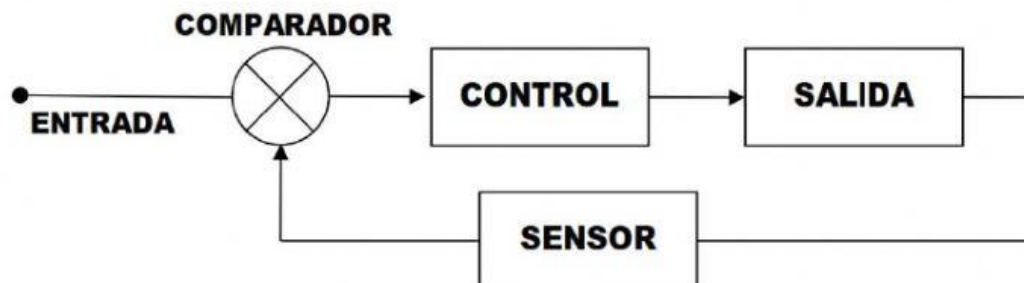 COMPARADOR
ENTRADA
CONTROL
SALIDA
SENSOR